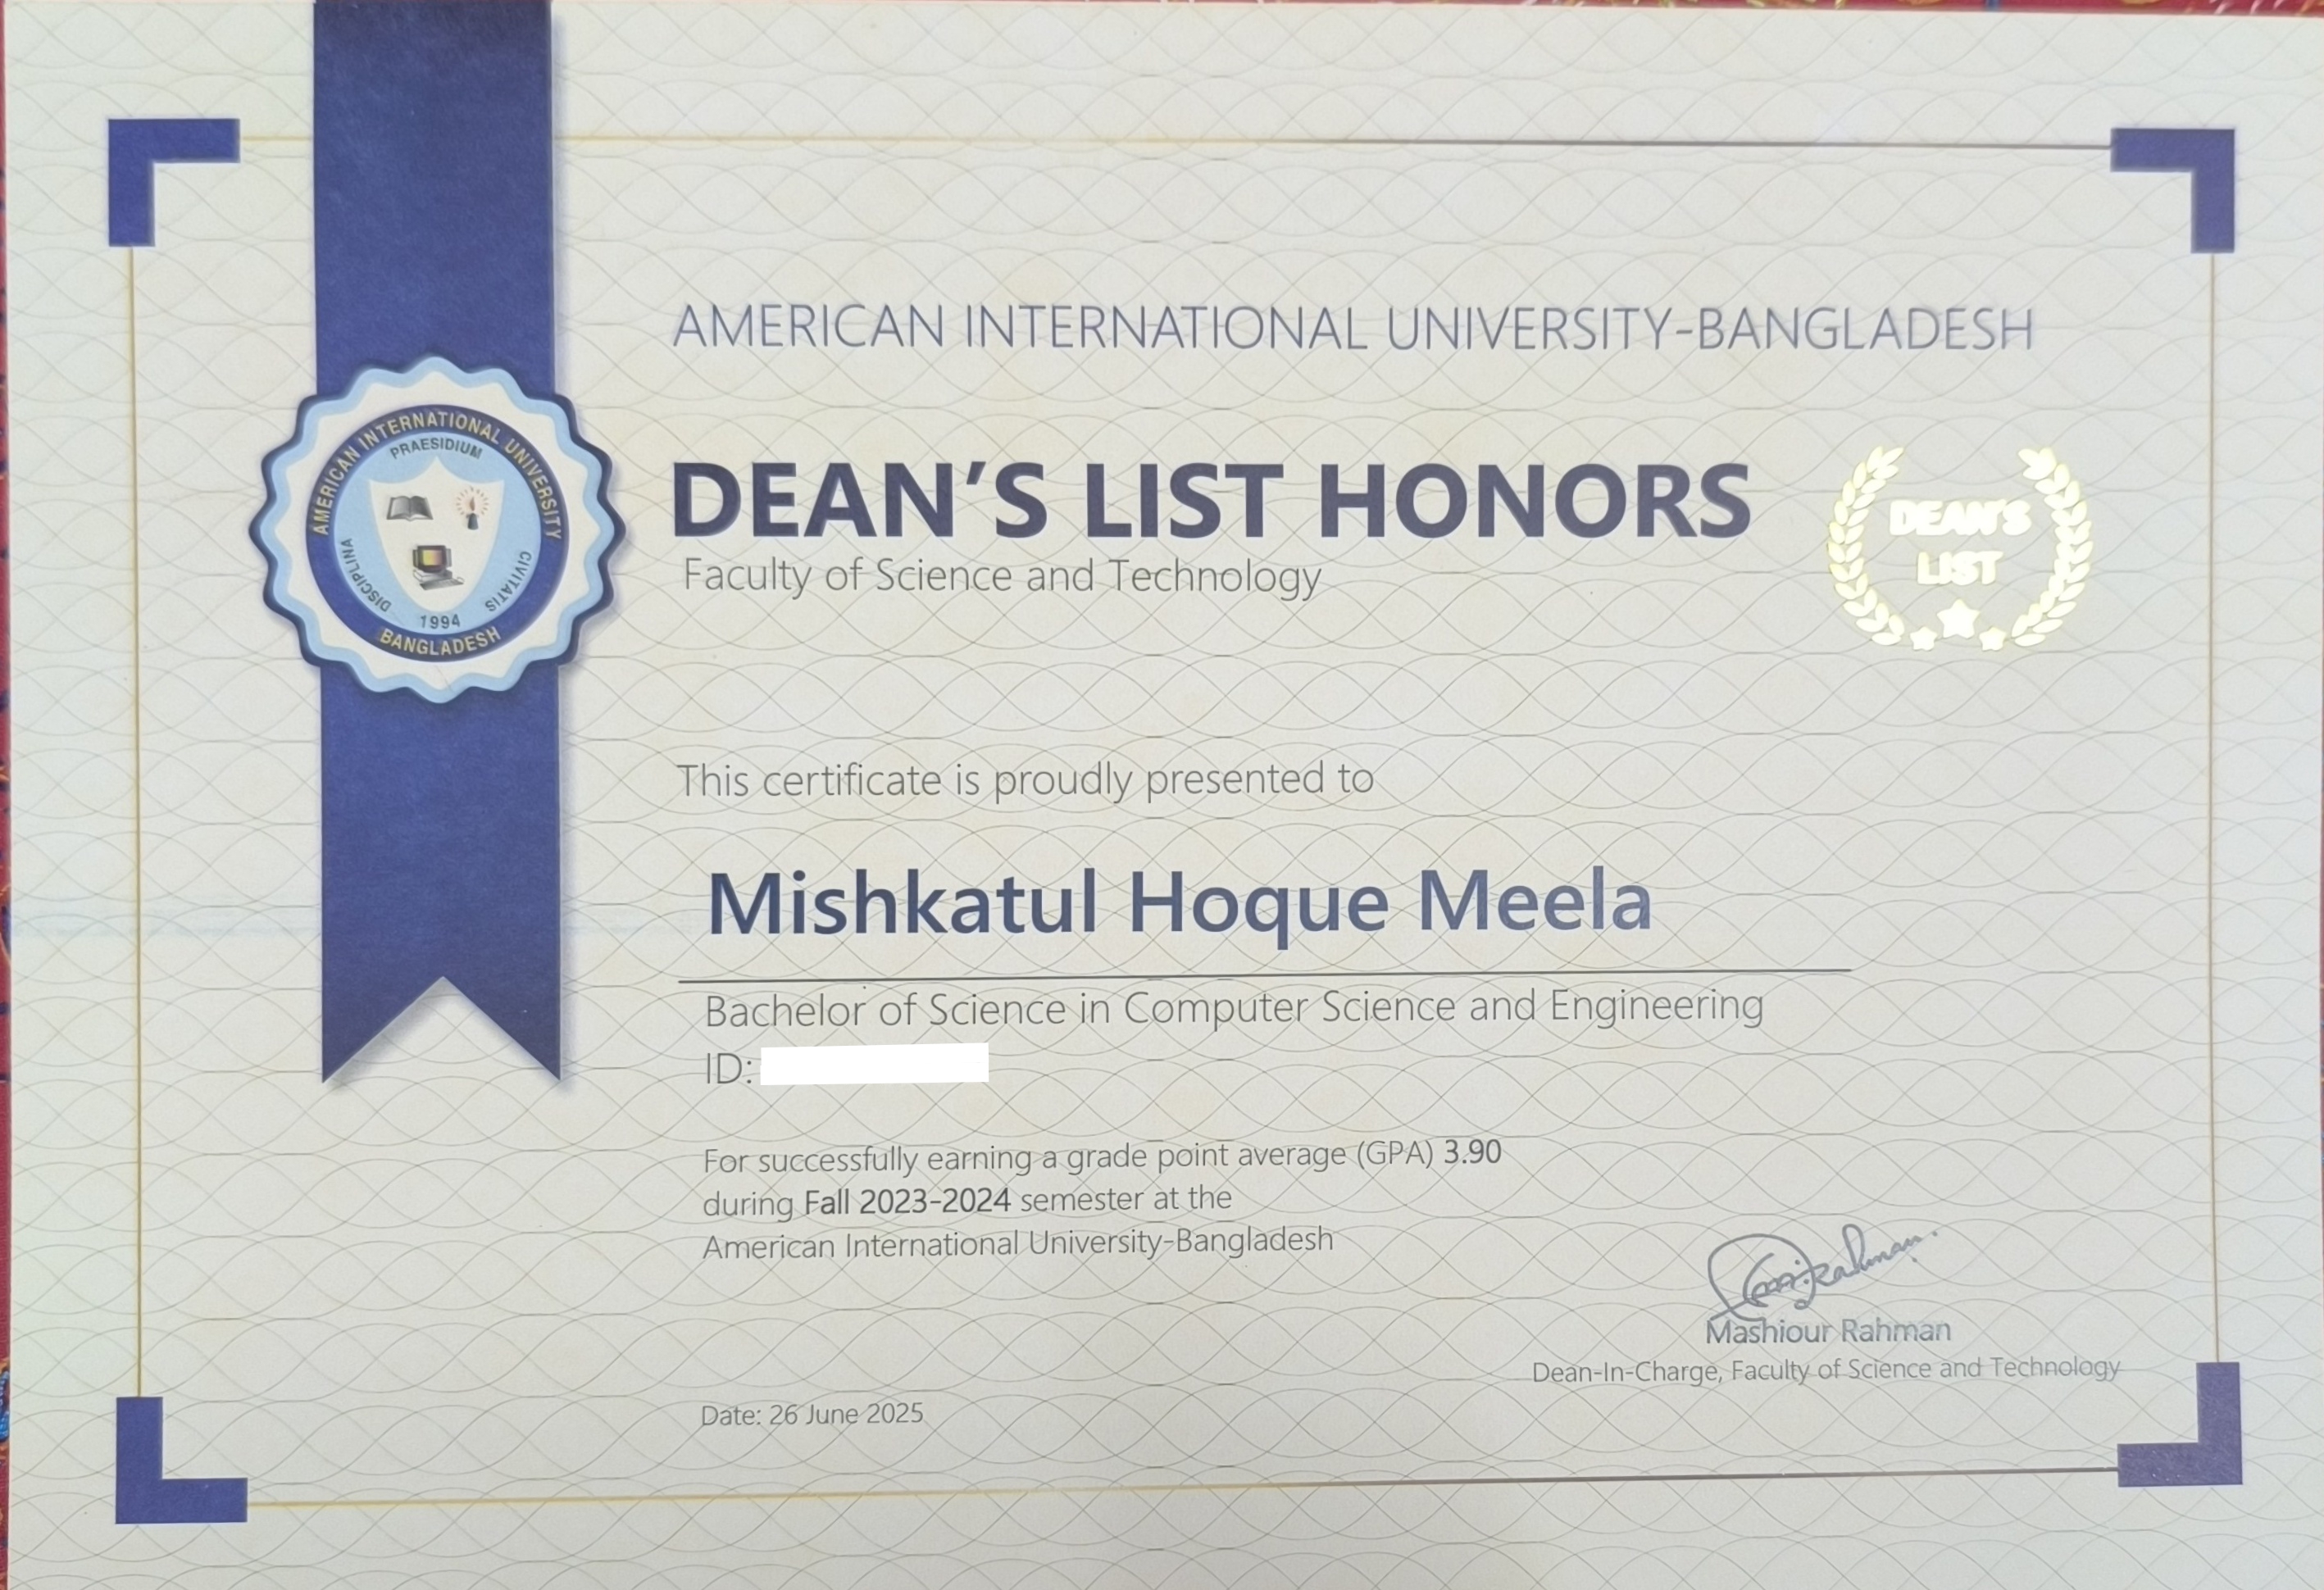 AMERICAN INTERNATIONAL UNIVERSITY
PRAESIDIUM
DISCIPLINA
CIVITATIS
1994
BANGLADESH
AMERICAN INTERNATIONAL UNIVERSITY-BANGLADESH
DEAN'S LIST HONORS
Faculty of Science and Technology
DEAN'S
LIST
This certificate is proudly presented to
Mishkatul Hoque Meela
Bachelor of Science in Computer Science and Engineering
ID:
For successfully earning a grade point average (GPA) 3.90
during Fall 2023-2024 semester at the
American International University-Bangladesh
Mashiour Rahman
Dean-In-Charge, Faculty of Science and Technology
Date: 26 June 2025